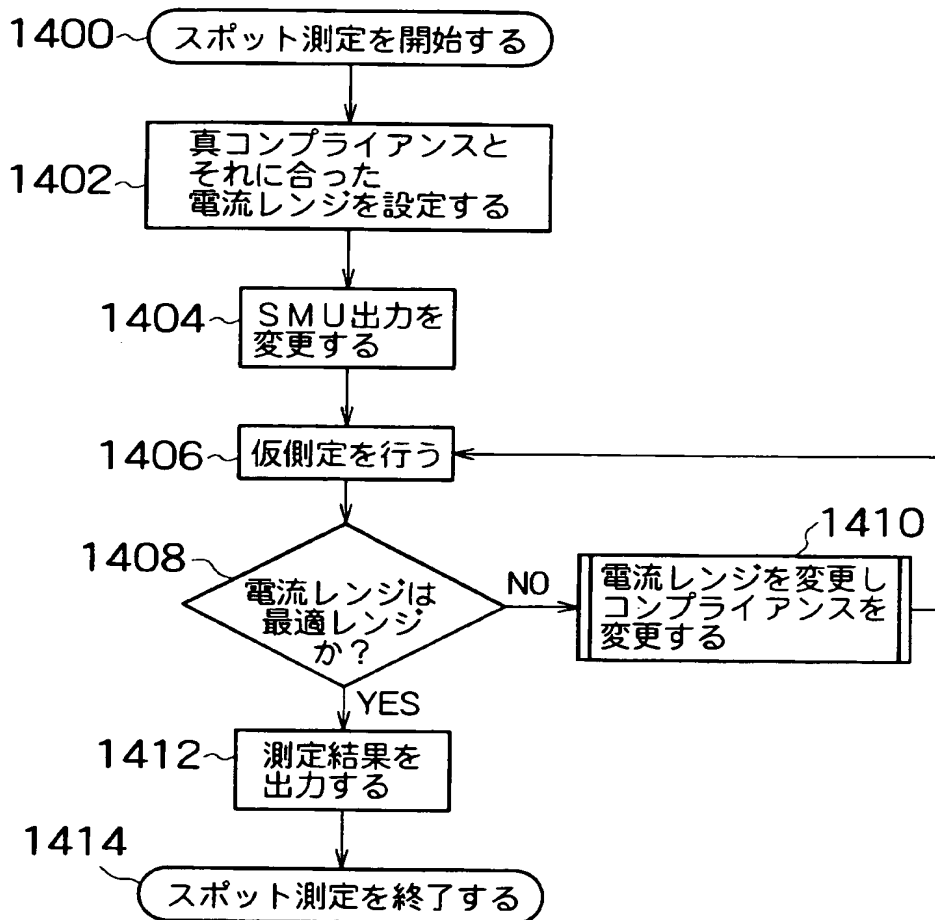 1400
スポット測定を開始する
1402
真コンプライアンスと
それに合った
電流レンジを設定する
1404
SMU出力を
変更する
1406
仮側定を行う
1408
電流レンジは
最適レンジ
か?
NO
1410
電流レンジを変更し
コンプライアンスを
変更する
YES
1412
測定結果を
出力する
1414
スポット測定を終了する